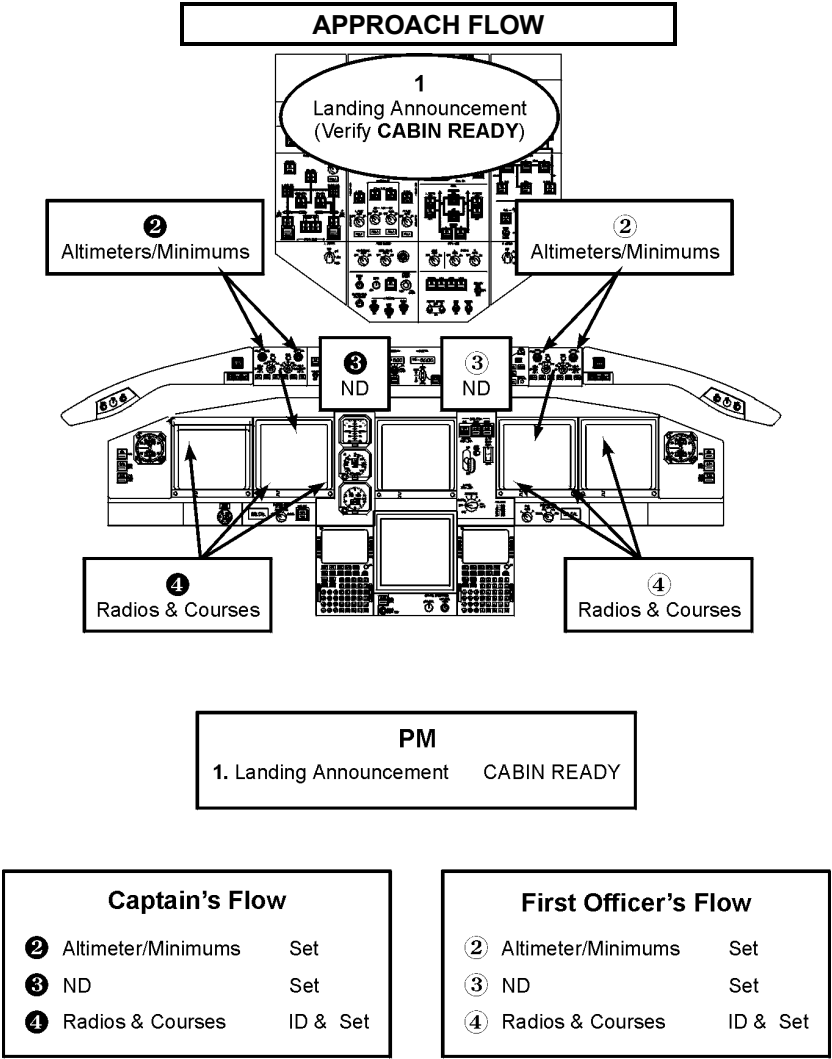 APPROACH FLOW
1
Landing Announcement
(Verify CABIN READY)
❷
Altimeters/Minimums
②
Altimeters/Minimums
❸
ND
③
ND
❹
Radios & Courses
④
Radios & Courses
PM
1. Landing Announcement CABIN READY
Captain's Flow
❷ Altimeter/Minimums Set
❸ ND Set
❹ Radios & Courses ID & Set
First Officer's Flow
② Altimeter/Minimums Set
③ ND Set
④ Radios & Courses ID & Set